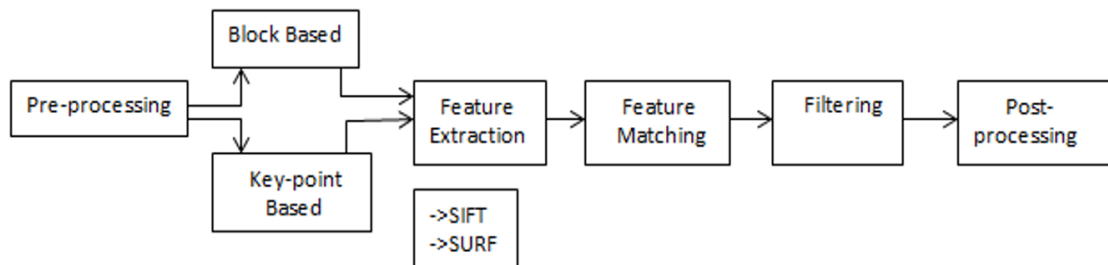 Block Based
Pre-processing
Key-point
Based
Feature
Extraction
->SIFT
->SURF
Feature
Matching
Filtering
Post-
processing